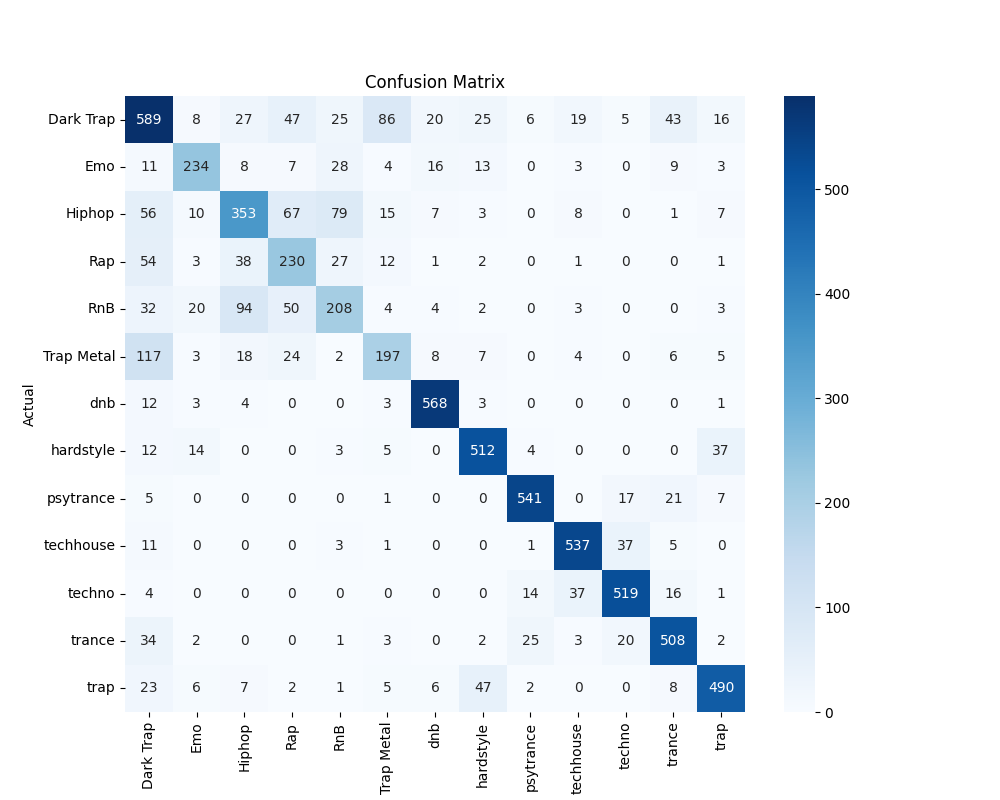 Confusion Matrix
Dark Trap 589 8 27 47 25 86 20 25 6 19 5 43 16
Emo 11 234 8 7 28 4 16 13 0 3 0 9 3
Hiphop 56 10 353 67 79 15 7 3 0 8 0 1 7
Rap 54 3 38 230 27 12 1 2 0 1 0 0 1
RnB 32 20 94 50 208 4 4 2 0 3 0 0 3
Trap Metal 117 3 18 24 2 197 8 7 0 4 0 6 5
dnb 12 3 4 0 0 3 568 3 0 0 0 0 1
hardstyle 12 14 0 0 3 5 0 512 4 0 0 0 37
psytrance 5 0 0 0 0 1 0 0 541 0 17 21 7
techhouse 11 0 0 0 3 1 0 0 1 537 37 5 0
techno 4 0 0 0 0 0 0 0 14 37 519 16 1
trance 34 2 0 0 1 3 0 2 25 3 20 508 2
trap 23 6 7 2 1 5 6 47 2 0 0 8 490
Actual
Dark Trap
Emo
Hiphop
Rap
RnB
Trap Metal
dnb
hardstyle
psytrance
techhouse
techno
trance
trap
500
400
300
200
100
0